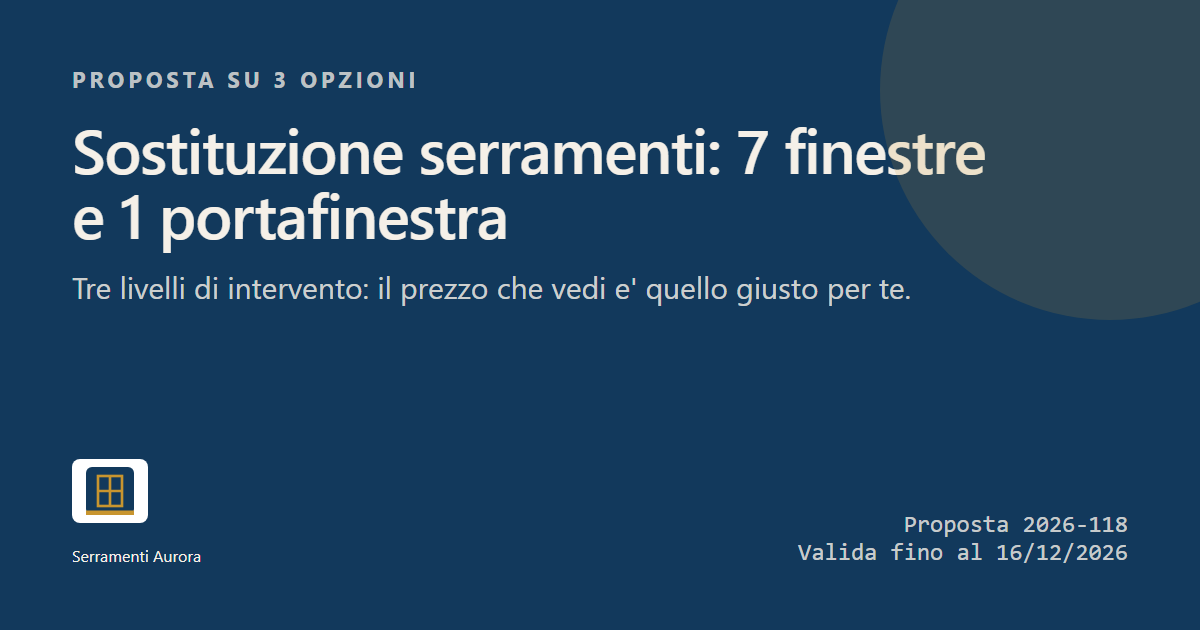 PROPOSTA SU 3 OPZIONI
Sostituzione serramenti: 7 finestre
e 1 portafinestra
Tre livelli di intervento: il prezzo che vedi e' quello giusto per te.
Serramenti Aurora
Proposta 2026-118
Valida fino al 16/12/2026